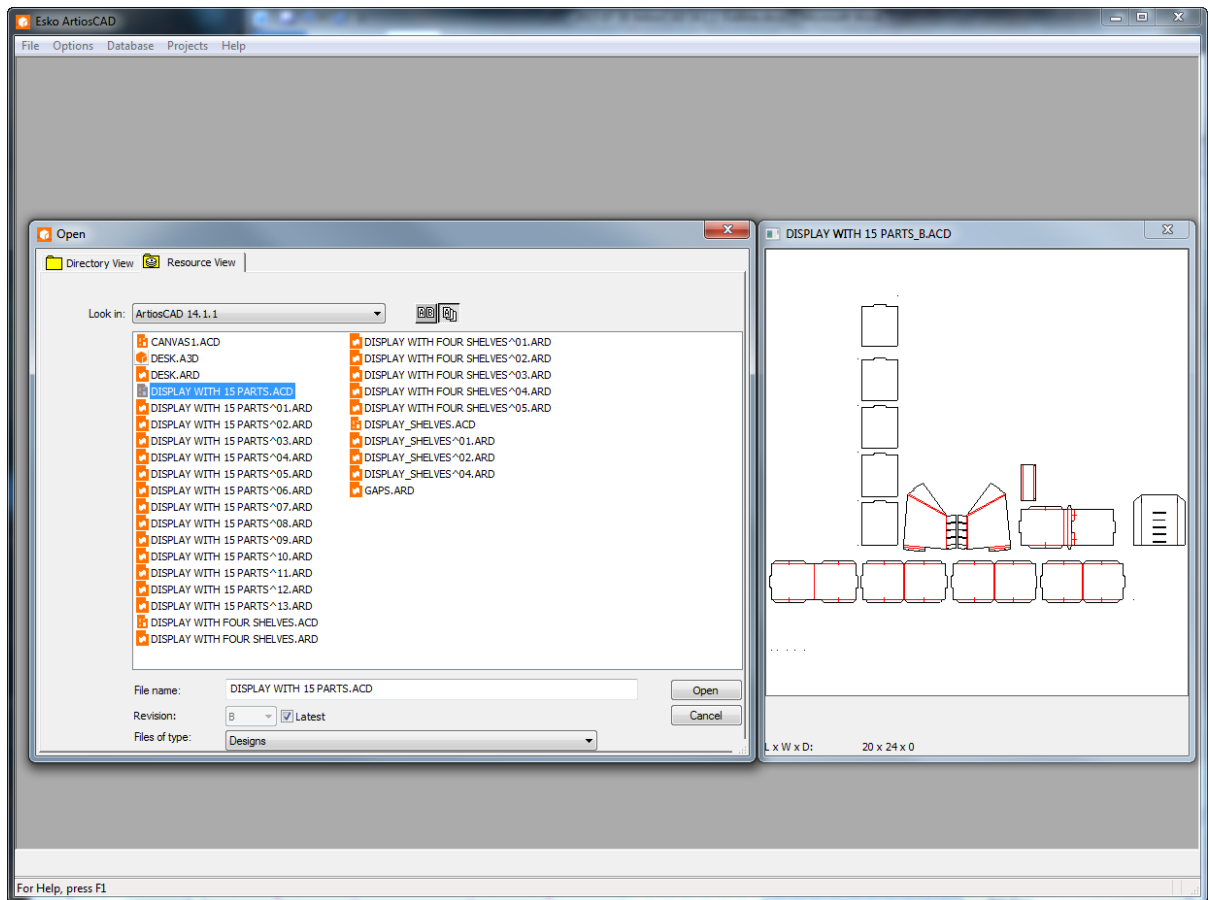 Esko ArtiosCAD
File Options Database Projects Help
Open
Directory View Resource View
Look in: ArtiosCAD 14.1.1
CANVAS1.ACD
DESK.A3D
DESK.ARD
DISPLAY WITH 15 PARTS.ACD
DISPLAY WITH 15 PARTS^01.ARD
DISPLAY WITH 15 PARTS^02.ARD
DISPLAY WITH 15 PARTS^03.ARD
DISPLAY WITH 15 PARTS^04.ARD
DISPLAY WITH 15 PARTS^05.ARD
DISPLAY WITH 15 PARTS^06.ARD
DISPLAY WITH 15 PARTS^07.ARD
DISPLAY WITH 15 PARTS^08.ARD
DISPLAY WITH 15 PARTS^09.ARD
DISPLAY WITH 15 PARTS^10.ARD
DISPLAY WITH 15 PARTS^11.ARD
DISPLAY WITH 15 PARTS^12.ARD
DISPLAY WITH 15 PARTS^13.ARD
DISPLAY WITH FOUR SHELVES.ACD
DISPLAY WITH FOUR SHELVES.ARD
DISPLAY WITH FOUR SHELVES^01.ARD
DISPLAY WITH FOUR SHELVES^02.ARD
DISPLAY WITH FOUR SHELVES^03.ARD
DISPLAY WITH FOUR SHELVES^04.ARD
DISPLAY WITH FOUR SHELVES^05.ARD
DISPLAY_SHELVES.ACD
DISPLAY_SHELVES^01.ARD
DISPLAY_SHELVES^02.ARD
DISPLAY_SHELVES^04.ARD
GAPS.ARD
File name: DISPLAY WITH 15 PARTS.ACD
Open
Revision: B Latest
Cancel
Files of type: Designs
DISPLAY WITH 15 PARTS_B.ACD
L x W x D: 20 x 24 x 0
For Help, press F1